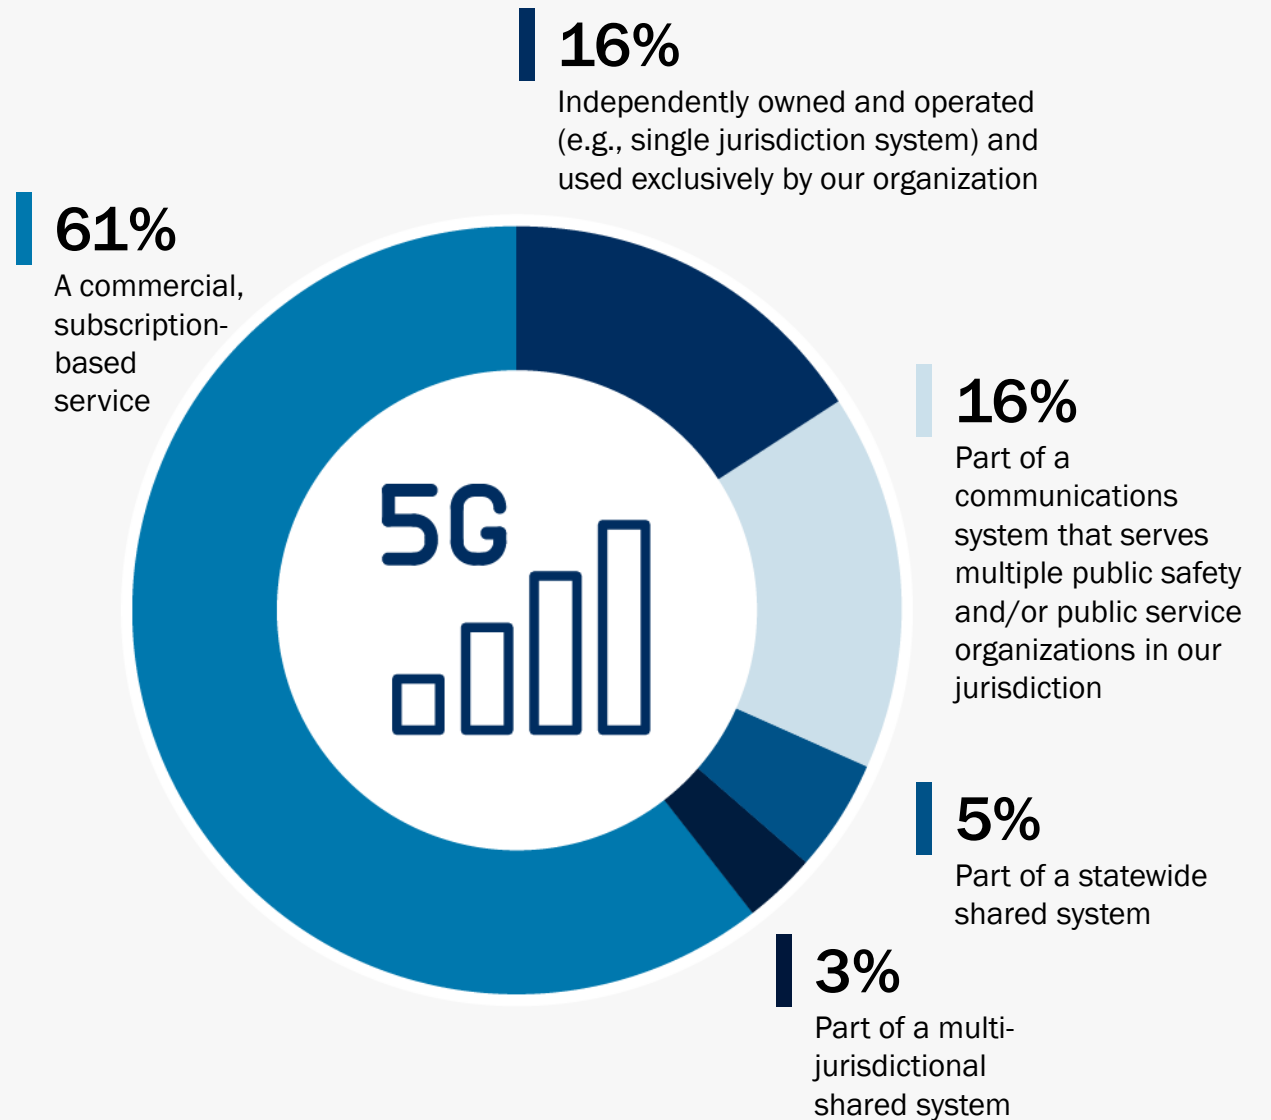 16%
Independently owned and operated
(e.g., single jurisdiction system) and
used exclusively by our organization
61%
A commercial,
subscription-
based
service
16%
Part of a
communications
system that serves
multiple public safety
and/or public service
organizations in our
jurisdiction
5G
5%
Part of a statewide
shared system
3%
Part of a multi-
jurisdictional
shared system